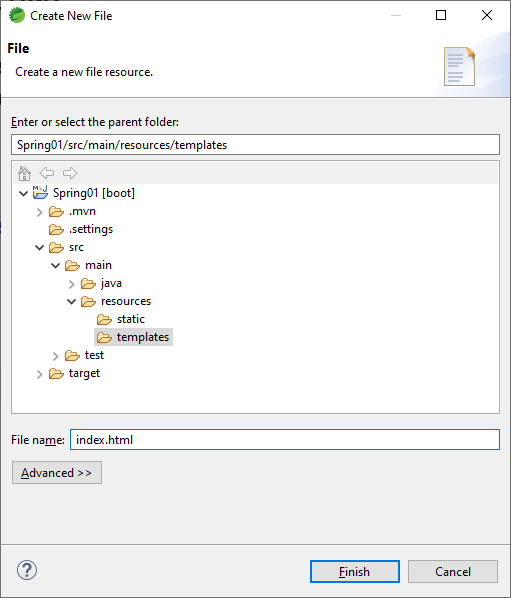 Create New File
File
Create a new file resource.
Enter or select the parent folder:
Spring01/src/main/resources/templates
Spring01 [boot]
.mvn
.settings
src
main
java
resources
static
templates
test
target
File name: index.html
Advanced >>
Finish Cancel